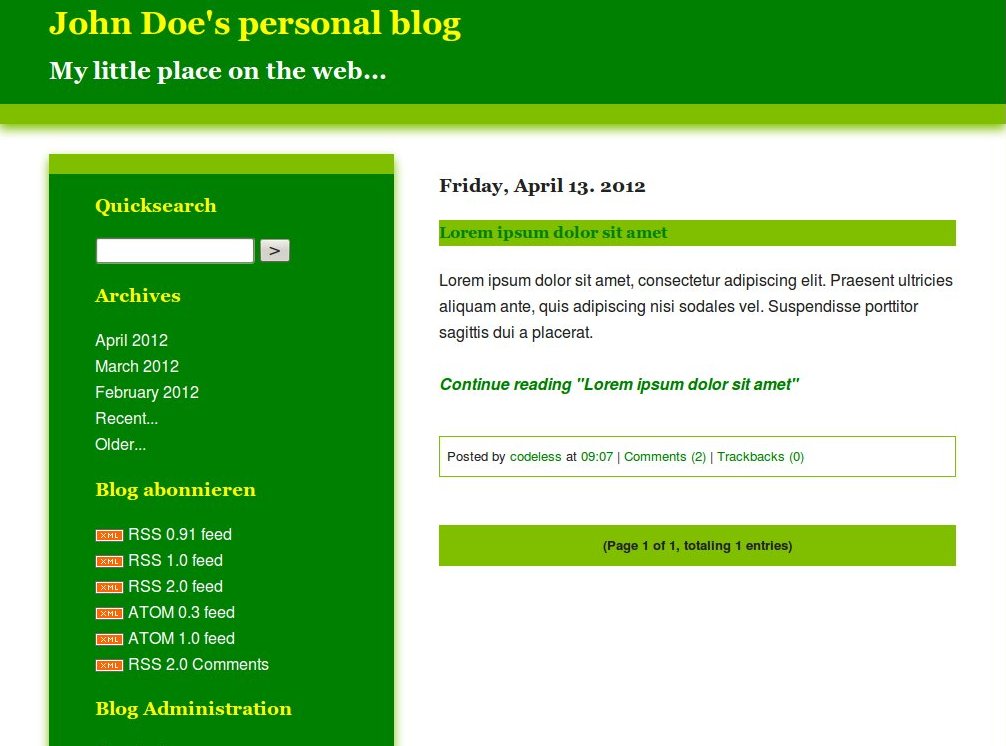 John Doe's personal blog
My little place on the web...
Quicksearch
>
Archives
April 2012
March 2012
February 2012
Recent...
Older...
Blog abonnieren
XML RSS 0.91 feed
XML RSS 1.0 feed
XML RSS 2.0 feed
XML ATOM 0.3 feed
XML ATOM 1.0 feed
XML RSS 2.0 Comments
Blog Administration
Friday, April 13. 2012
Lorem ipsum dolor sit amet
Lorem ipsum dolor sit amet, consectetur adipiscing elit. Praesent ultricies
aliquam ante, quis adipiscing nisi sodales vel. Suspendisse porttitor
sagittis dui a placerat.
Continue reading "Lorem ipsum dolor sit amet"
Posted by codeless at 09:07 | Comments (2) | Trackbacks (0)
(Page 1 of 1, totaling 1 entries)